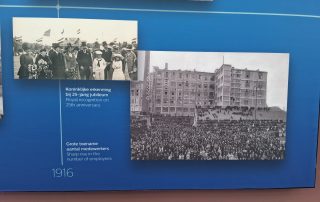 Koninklijke erkenning
bij 25-jarig jubileum
Royal recognition on
25th anniversary
Grote toename
aantal medewerkers
Sharp rise in the
number of employees
1916